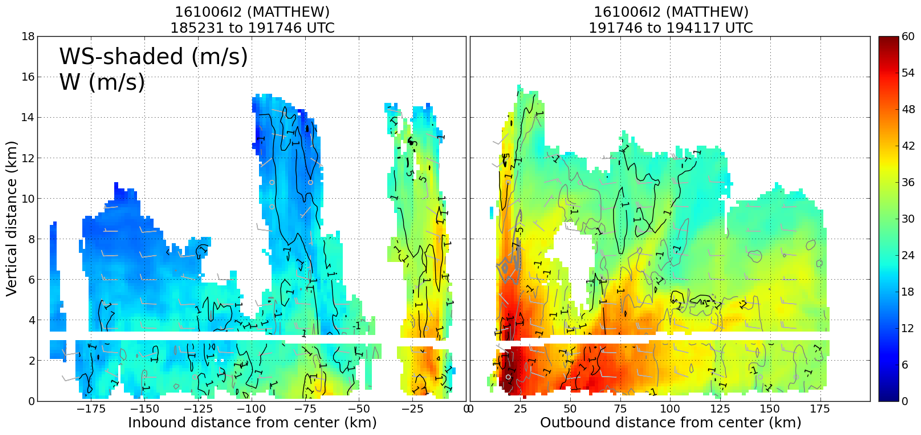 161006I2 (MATTHEW)
185231 to 191746 UTC
161006I2 (MATTHEW)
191746 to 194117 UTC
WS-shaded (m/s)
W (m/s)
Vertical distance (km)
18
16
14
12
10
8
6
4
2
0
−175 −150 −125 −100 −75 −50 −25 0
Inbound distance from center (km)
0 25 50 75 100 125 150 175
Outbound distance from center (km)
60
54
48
42
36
30
24
18
12
6
0